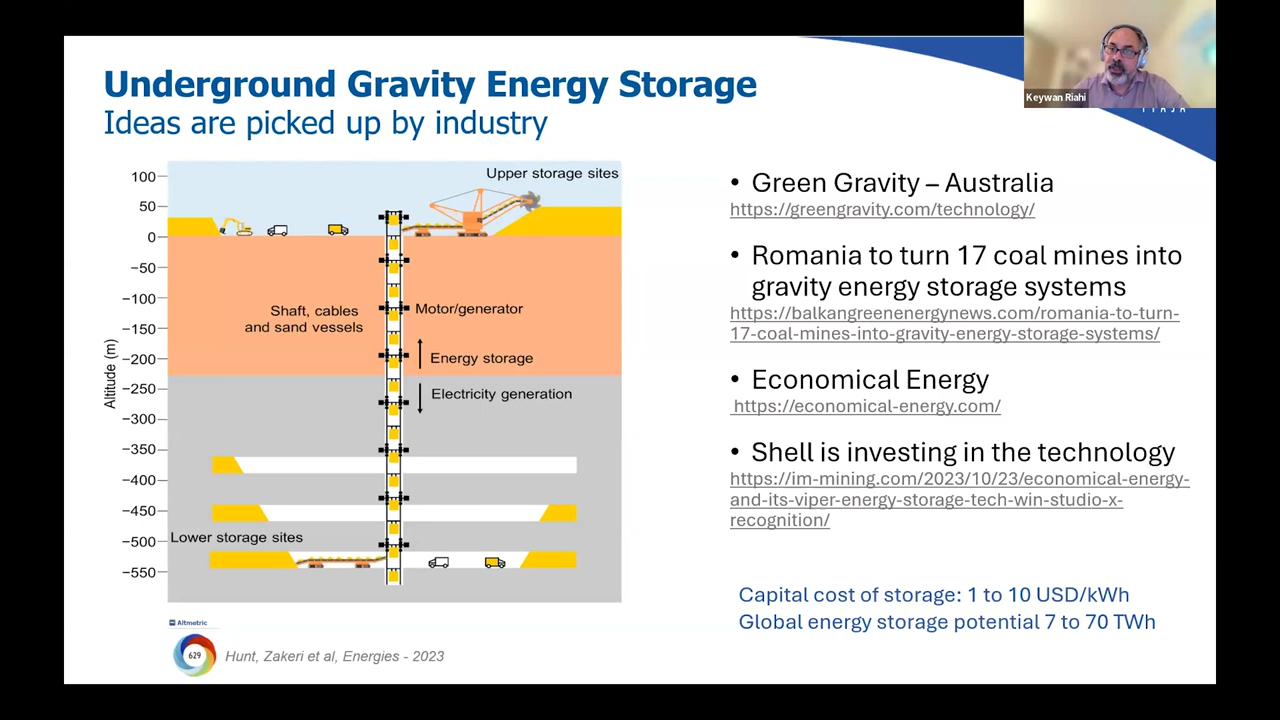 Keywan Riahi
Underground Gravity Energy Storage
Ideas are picked up by industry
Upper storage sites
100
50
0
−50
−100
−150
−200
−250
−300
−350
−400
−450
−500
−550
Altitude (m)
Shaft, cables
and sand vessels
Motor/generator
Energy storage
Electricity generation
Lower storage sites
Altmetric
629
Hunt, Zakeri et al, Energies - 2023
• Green Gravity – Australia
https://greengravity.com/technology/
• Romania to turn 17 coal mines into
gravity energy storage systems
https://balkangreenenergynews.com/romania-to-turn-
17-coal-mines-into-gravity-energy-storage-systems/
• Economical Energy
https://economical-energy.com/
• Shell is investing in the technology
https://im-mining.com/2023/10/23/economical-energy-
and-its-viper-energy-storage-tech-win-studio-x-
recognition/
Capital cost of storage: 1 to 10 USD/kWh
Global energy storage potential 7 to 70 TWh